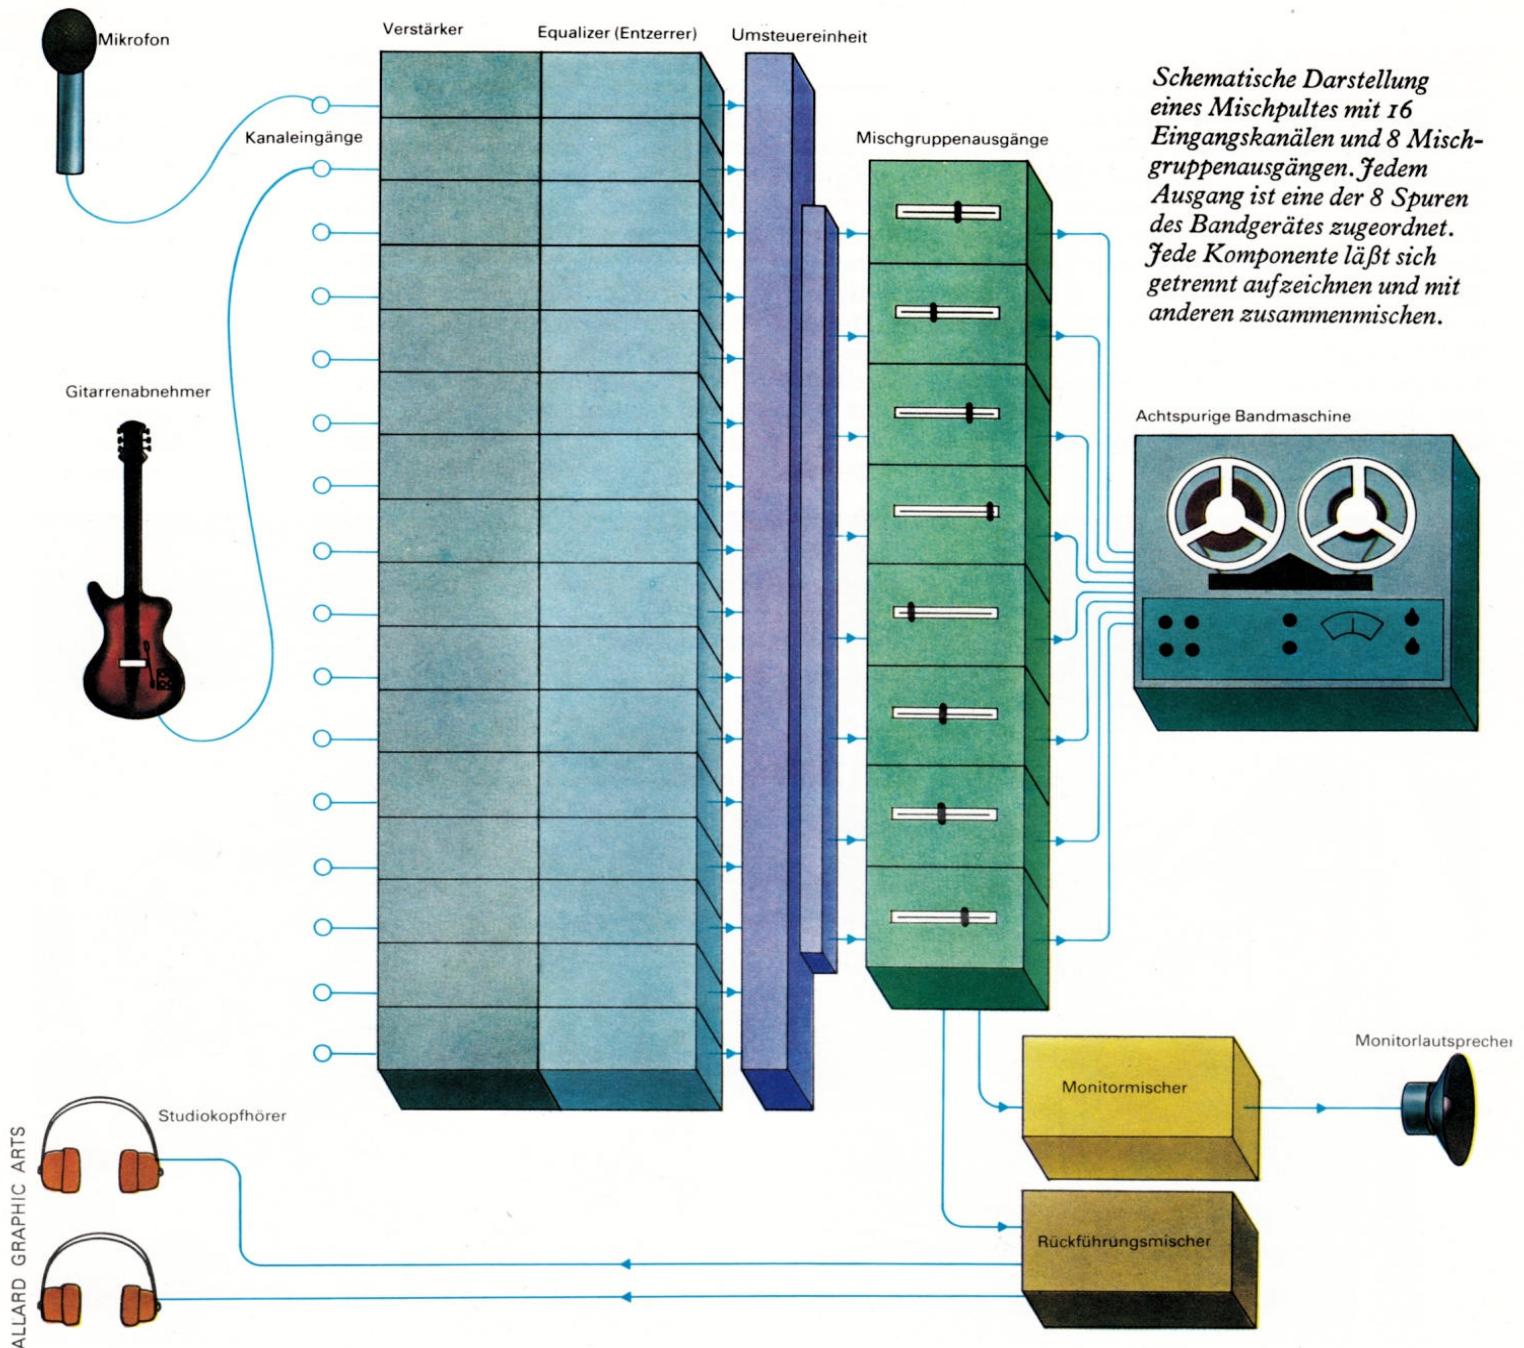 Mikrofon
Verstärker
Equalizer (Entzerrer)
Umsteuereinheit
Kanaleingänge
Mischgruppenausgänge
Schematische Darstellung
eines Mischpultes mit 16
Eingangskanälen und 8 Misch-
gruppenausgängen. Jedem
Ausgang ist eine der 8 Spuren
des Bandgerätes zugeordnet.
Jede Komponente läßt sich
getrennt aufzeichnen und mit
anderen zusammenmischen.
Gitarrenabnehmer
Achtspurige Bandmaschine
Monitorlautsprecher
Monitormischer
Studiokopfhörer
Rückführungsmischer
ALLARD GRAPHIC ARTS